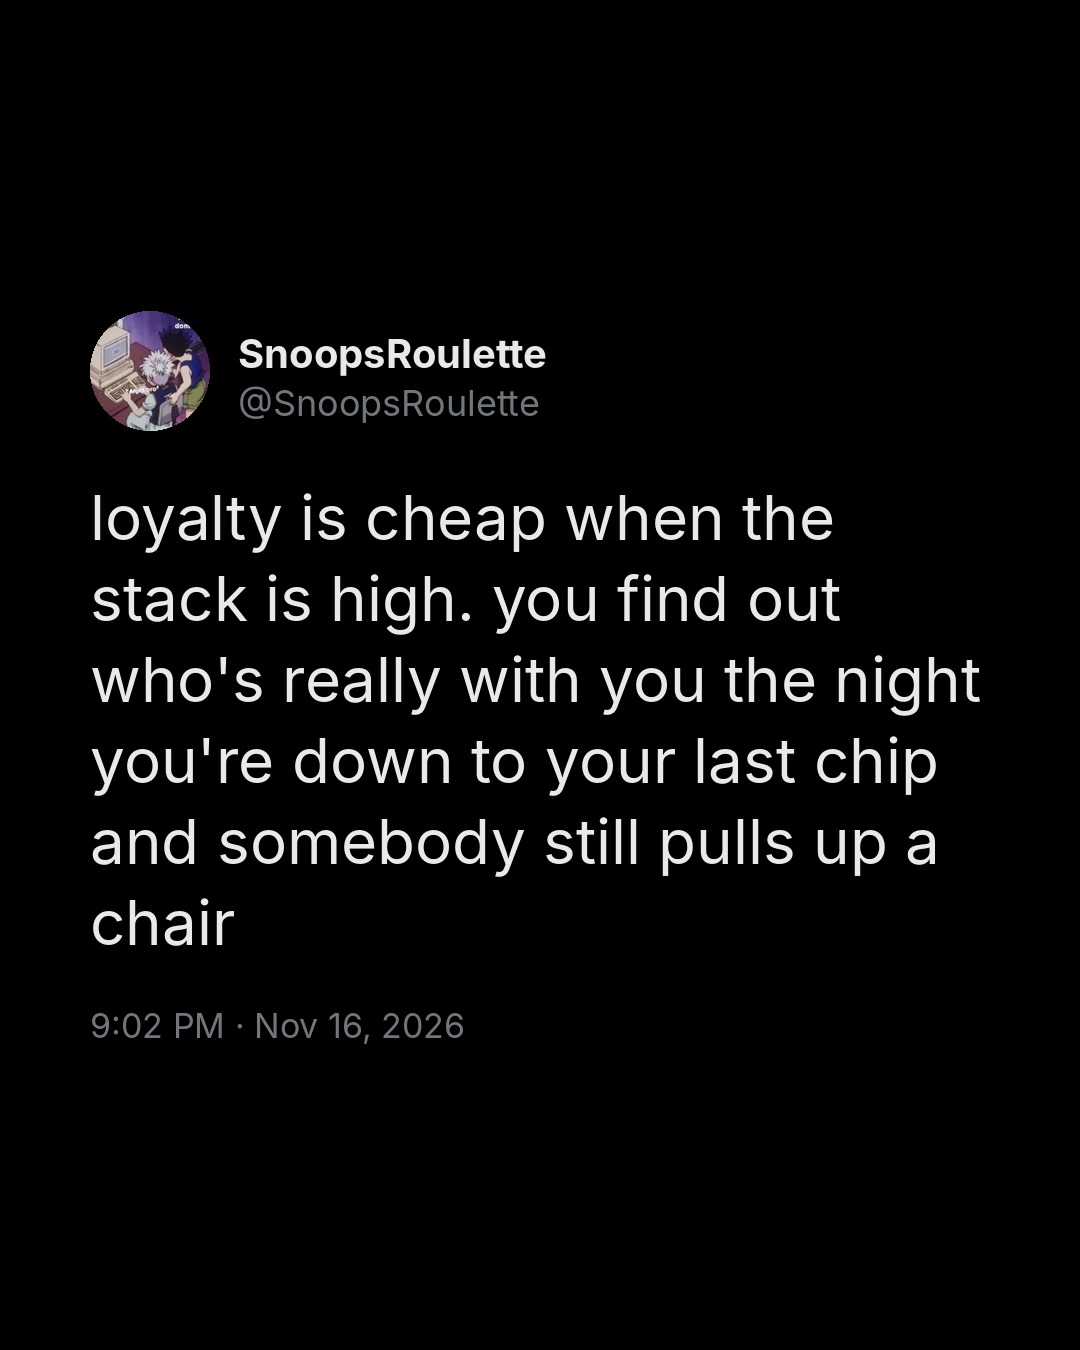 don't
SnoopsRoulette
@SnoopsRoulette
loyalty is cheap when the
stack is high. you find out
who's really with you the night
you're down to your last chip
and somebody still pulls up a
chair
9:02 PM · Nov 16, 2026